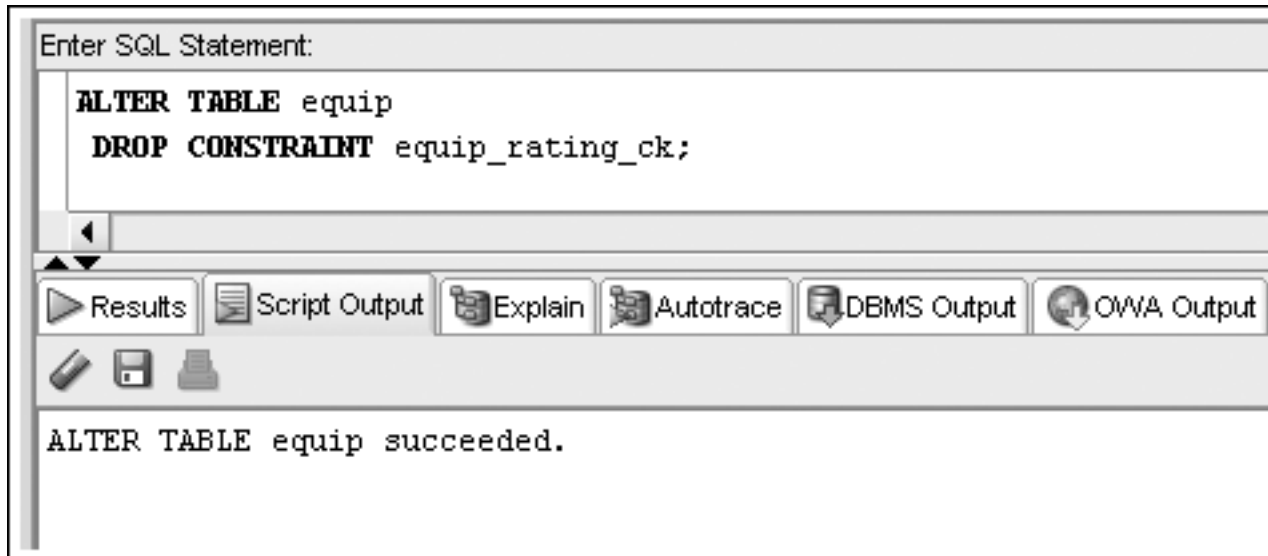 Enter SQL Statement:
ALTER TABLE equip
DROP CONSTRAINT equip_rating_ck;
Results Script Output Explain Autotrace DBMS Output OWA Output
ALTER TABLE equip succeeded.